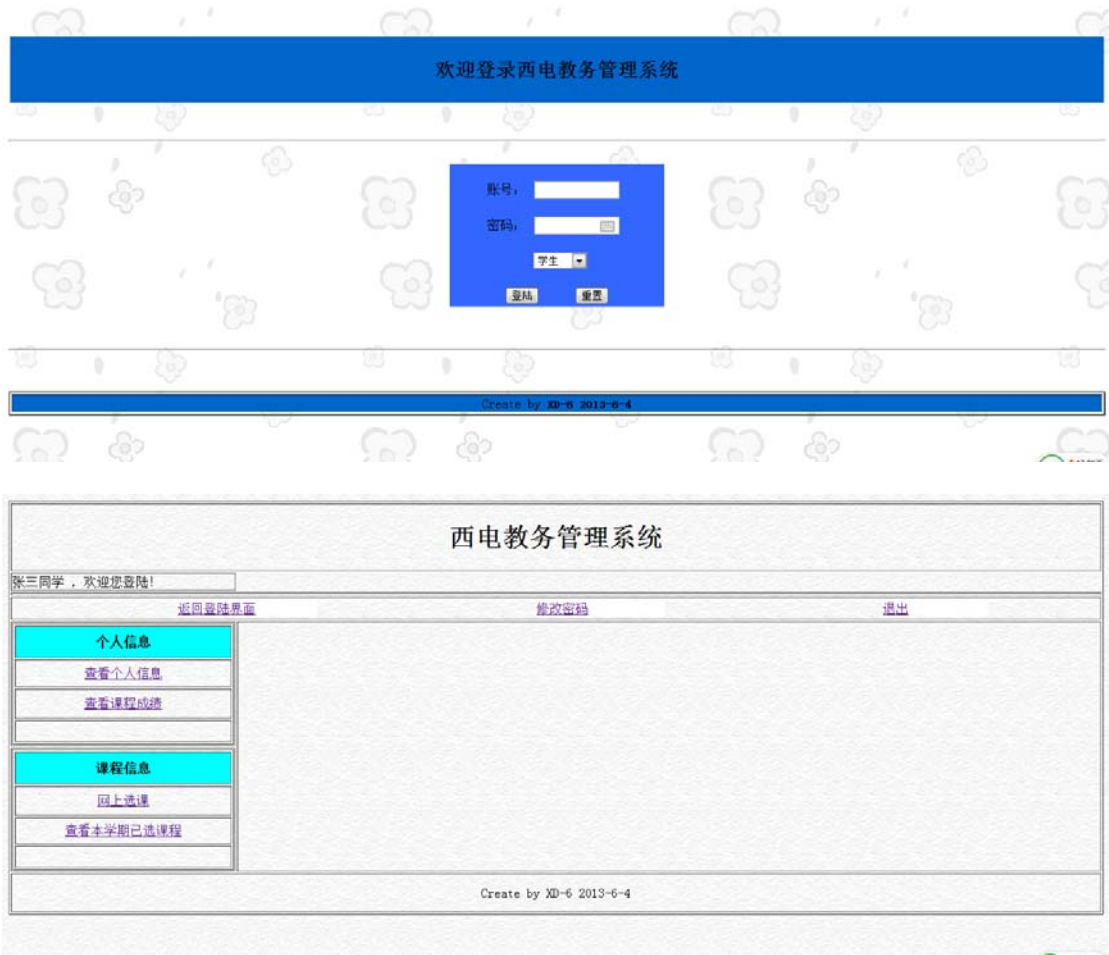 欢迎登录西电教务管理系统
账号:
密码:
学生
登陆 重置
Create by XD-6 2013-6-4
西电教务管理系统
张三同学 , 欢迎您登陆!
返回登陆界面 修改密码 退出
个人信息
查看个人信息
查看课程成绩
课程信息
网上选课
查看本学期已选课程
Create by XD-6 2013-6-4